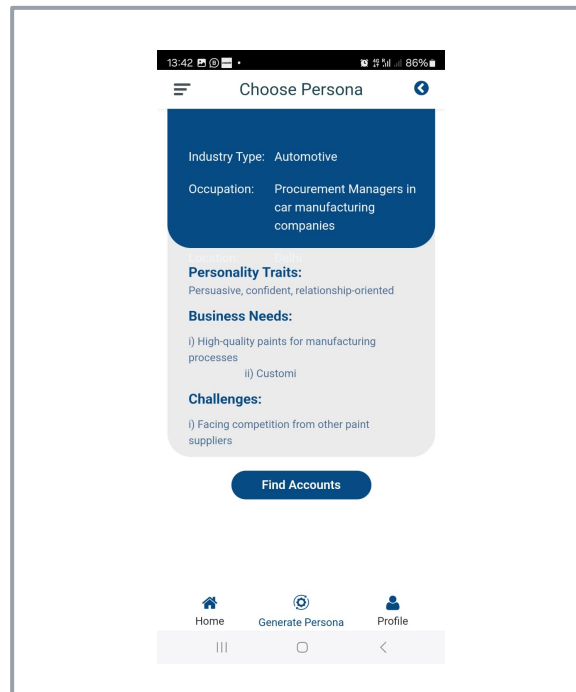 13:42
86%
Choose Persona
Industry Type: Automotive
Occupation: Procurement Managers in
car manufacturing
companies
Location: Delhi
Personality Traits:
Persuasive, confident, relationship-oriented
Business Needs:
i) High-quality paints for manufacturing
processes
ii) Customi
Challenges:
i) Facing competition from other paint
suppliers
Find Accounts
Home
Generate Persona
Profile